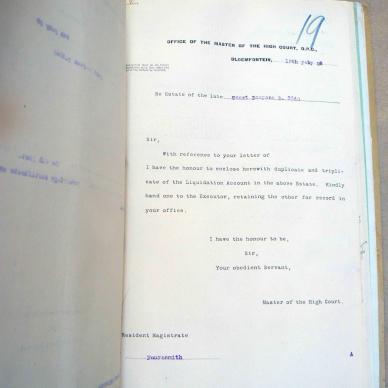 19
OFFICE OF THE MASTER OF THE HIGH COURT, O.R.C.,
BLOEMFONTEIN,
Re Estate of the late
Sir,
With reference to your letter of
I have the honour to enclose herewith duplicate and tripli-
cate of the Liquidation Account in the above Estate. Kindly
hand one to the Executor, retaining the other for record in
your office.
I have the honour to be,
Sir,
Your obedient Servant,
Master of the High Court.
Resident Magistrate
Fauresmith